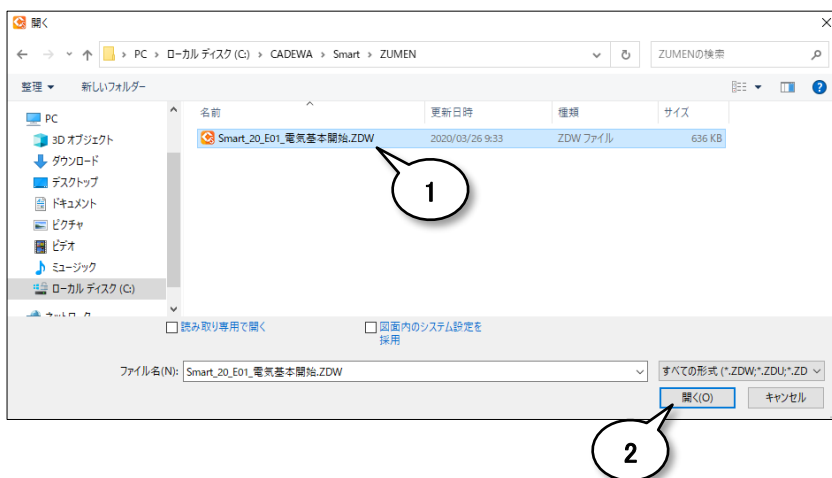 開く
PC › ローカル ディスク (C:) › CADEWA › Smart › ZUMEN
ZUMENの検索
整理 新しいフォルダー
名前 更新日時 種類 サイズ
Smart_20_E01_電気基本開始.ZDW 2020/03/26 9:33 ZDW ファイル 636 KB
PC
3D オブジェクト
ダウンロード
デスクトップ
ドキュメント
ピクチャ
ビデオ
ミュージック
ローカル ディスク (C:)
1
読み取り専用で開く
図面内のシステム設定を
採用
ファイル名(N): Smart_20_E01_電気基本開始.ZDW すべての形式 (*.ZDW;*.ZDU;*.ZD
開く(O) キャンセル
2